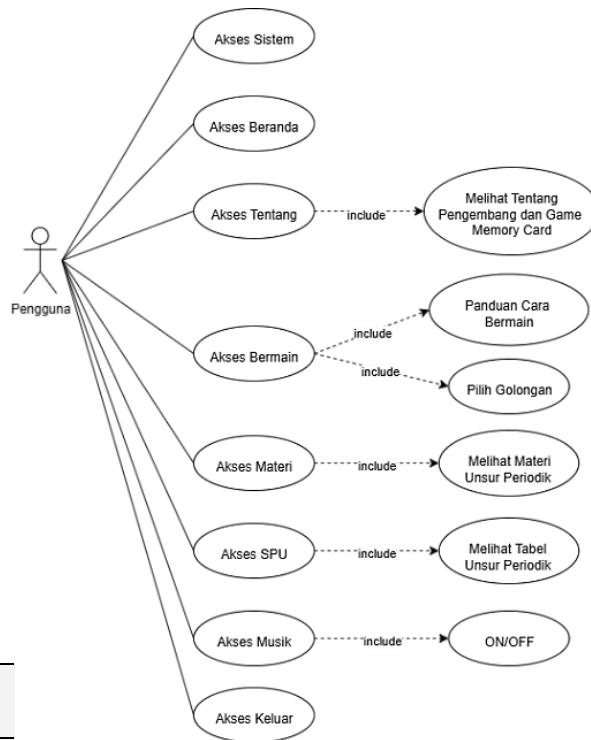 Akses Sistem
Akses Beranda
Akses Tentang
include
Melihat Tentang
Pengembang dan Game
Memory Card
Pengguna
Akses Bermain
include
Panduan Cara
Bermain
include
Pilih Golongan
Akses Materi
include
Melihat Materi
Unsur Periodik
Akses SPU
include
Melihat Tabel
Unsur Periodik
Akses Musik
include
ON/OFF
Akses Keluar